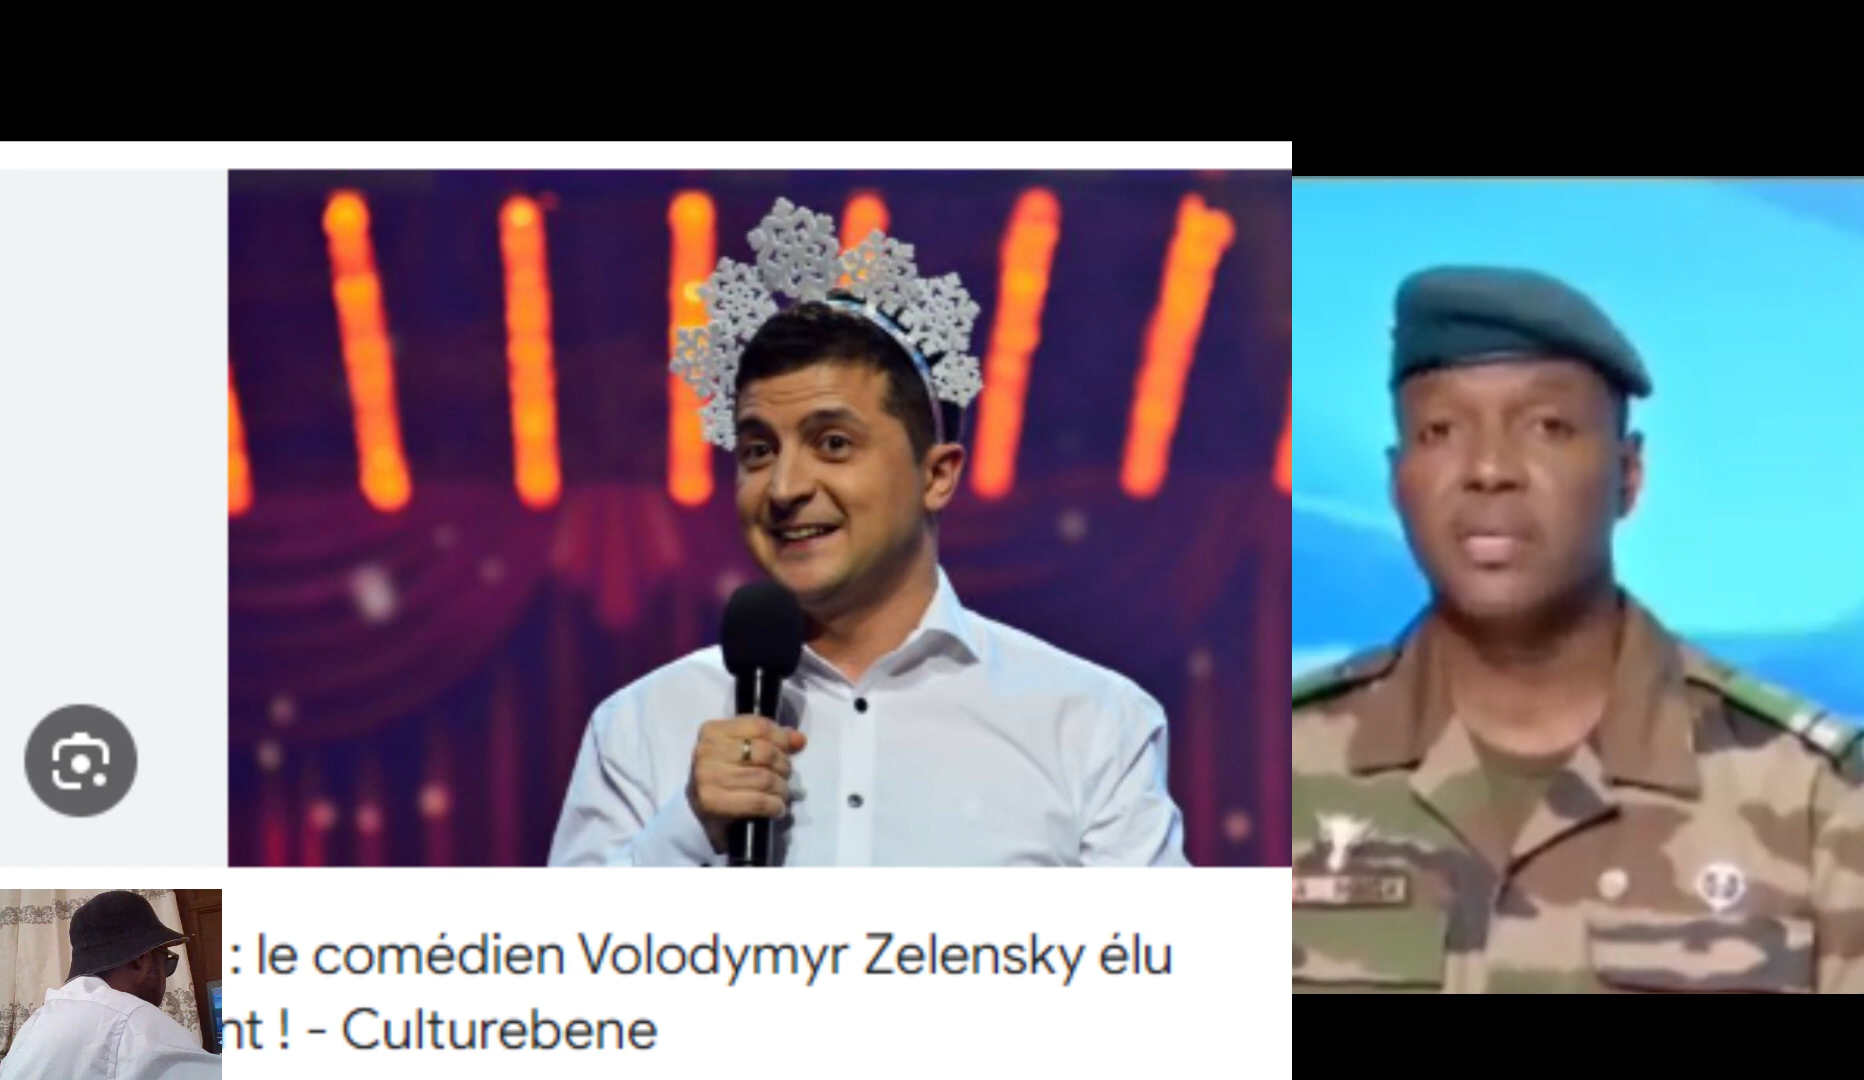 : le comédien Volodymyr Zelensky élu
nt ! - Culturebene